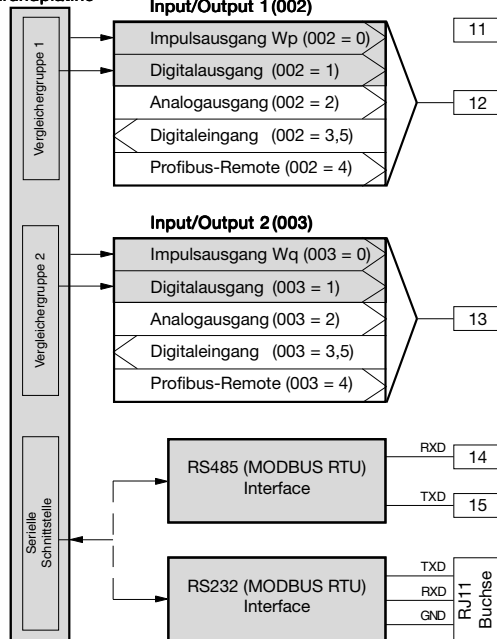 Input/Output 1 (002)
11
Vergleichergruppe 1
Impulsausgang Wp (002 = 0)
Digitalausgang (002 = 1)
Analogausgang (002 = 2)
12
Digitaleingang (002 = 3,5)
Profibus-Remote (002 = 4)
Input/Output 2 (003)
Vergleichergruppe 2
Impulsausgang Wq (003 = 0)
Digitalausgang (003 = 1)
Analogausgang (003 = 2)
13
Digitaleingang (003 = 3,5)
Profibus-Remote (003 = 4)
Serielle
Schnittstelle
RS485 (MODBUS RTU)
Interface
RXD
14
TXD
15
RS232 (MODBUS RTU)
Interface
TXD
RXD
GND
RJ11
Buchse